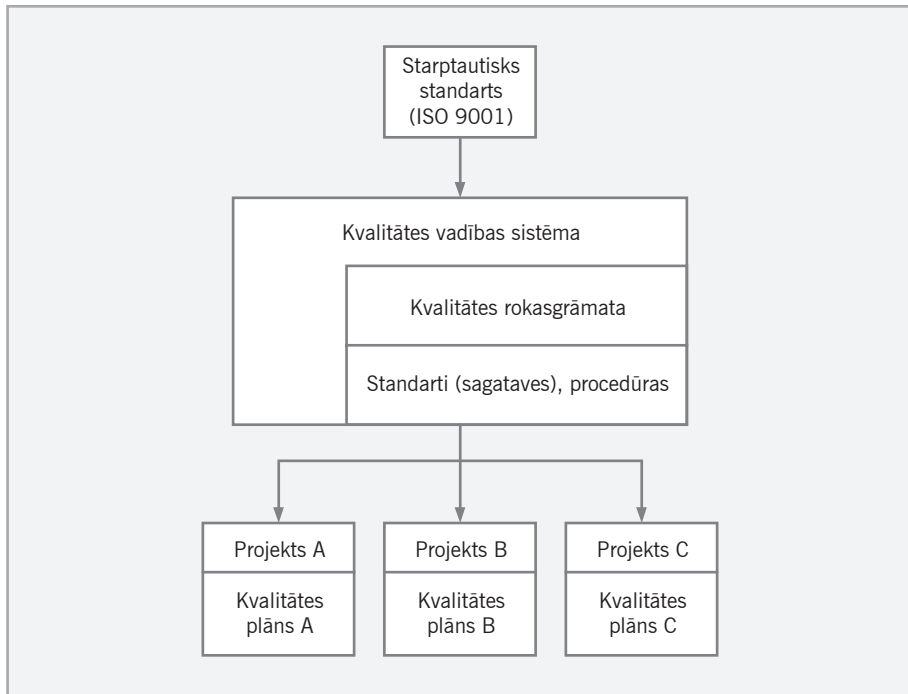 Starptautisks
standarts
(ISO 9001)
Kvalitātes vadības sistēma
Kvalitātes rokasgrāmata
Standarti (sagataves), procedūras
Projekts A
Projekts B
Projekts C
Kvalitātes
plāns A
Kvalitātes
plāns B
Kvalitātes
plāns C